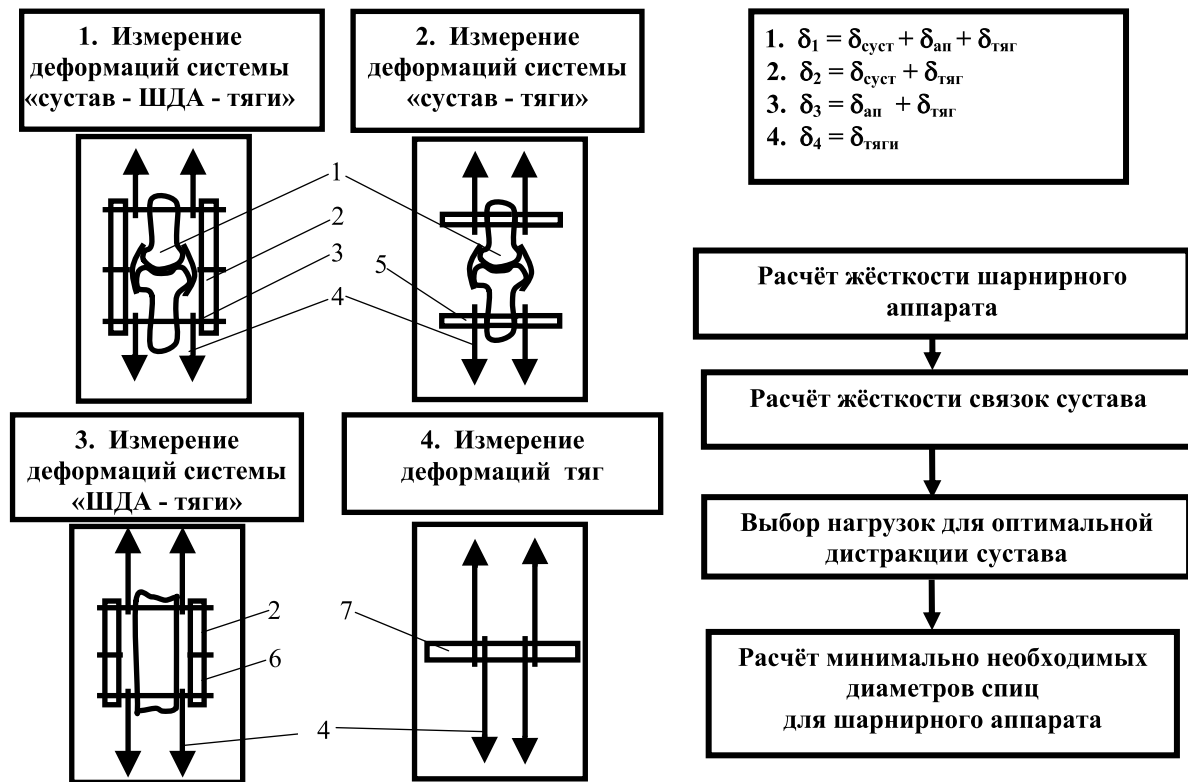 1. Измерение
деформаций системы
«сустав - ШДА - тяги»
2. Измерение
деформаций системы
«сустав - тяги»
1. δ₁ = δсуст + δап + δтяг
2. δ₂ = δсуст + δтяг
3. δ₃ = δап + δтяг
4. δ₄ = δтяги
1
2
3
4
5
Расчёт жёсткости шарнирного
аппарата
Расчёт жёсткости связок сустава
3. Измерение
деформаций системы
«ШДА - тяги»
4. Измерение
деформаций тяг
2
6
4
7
Выбор нагрузок для оптимальной
дистракции сустава
Расчёт минимально необходимых
диаметров спиц
для шарнирного аппарата